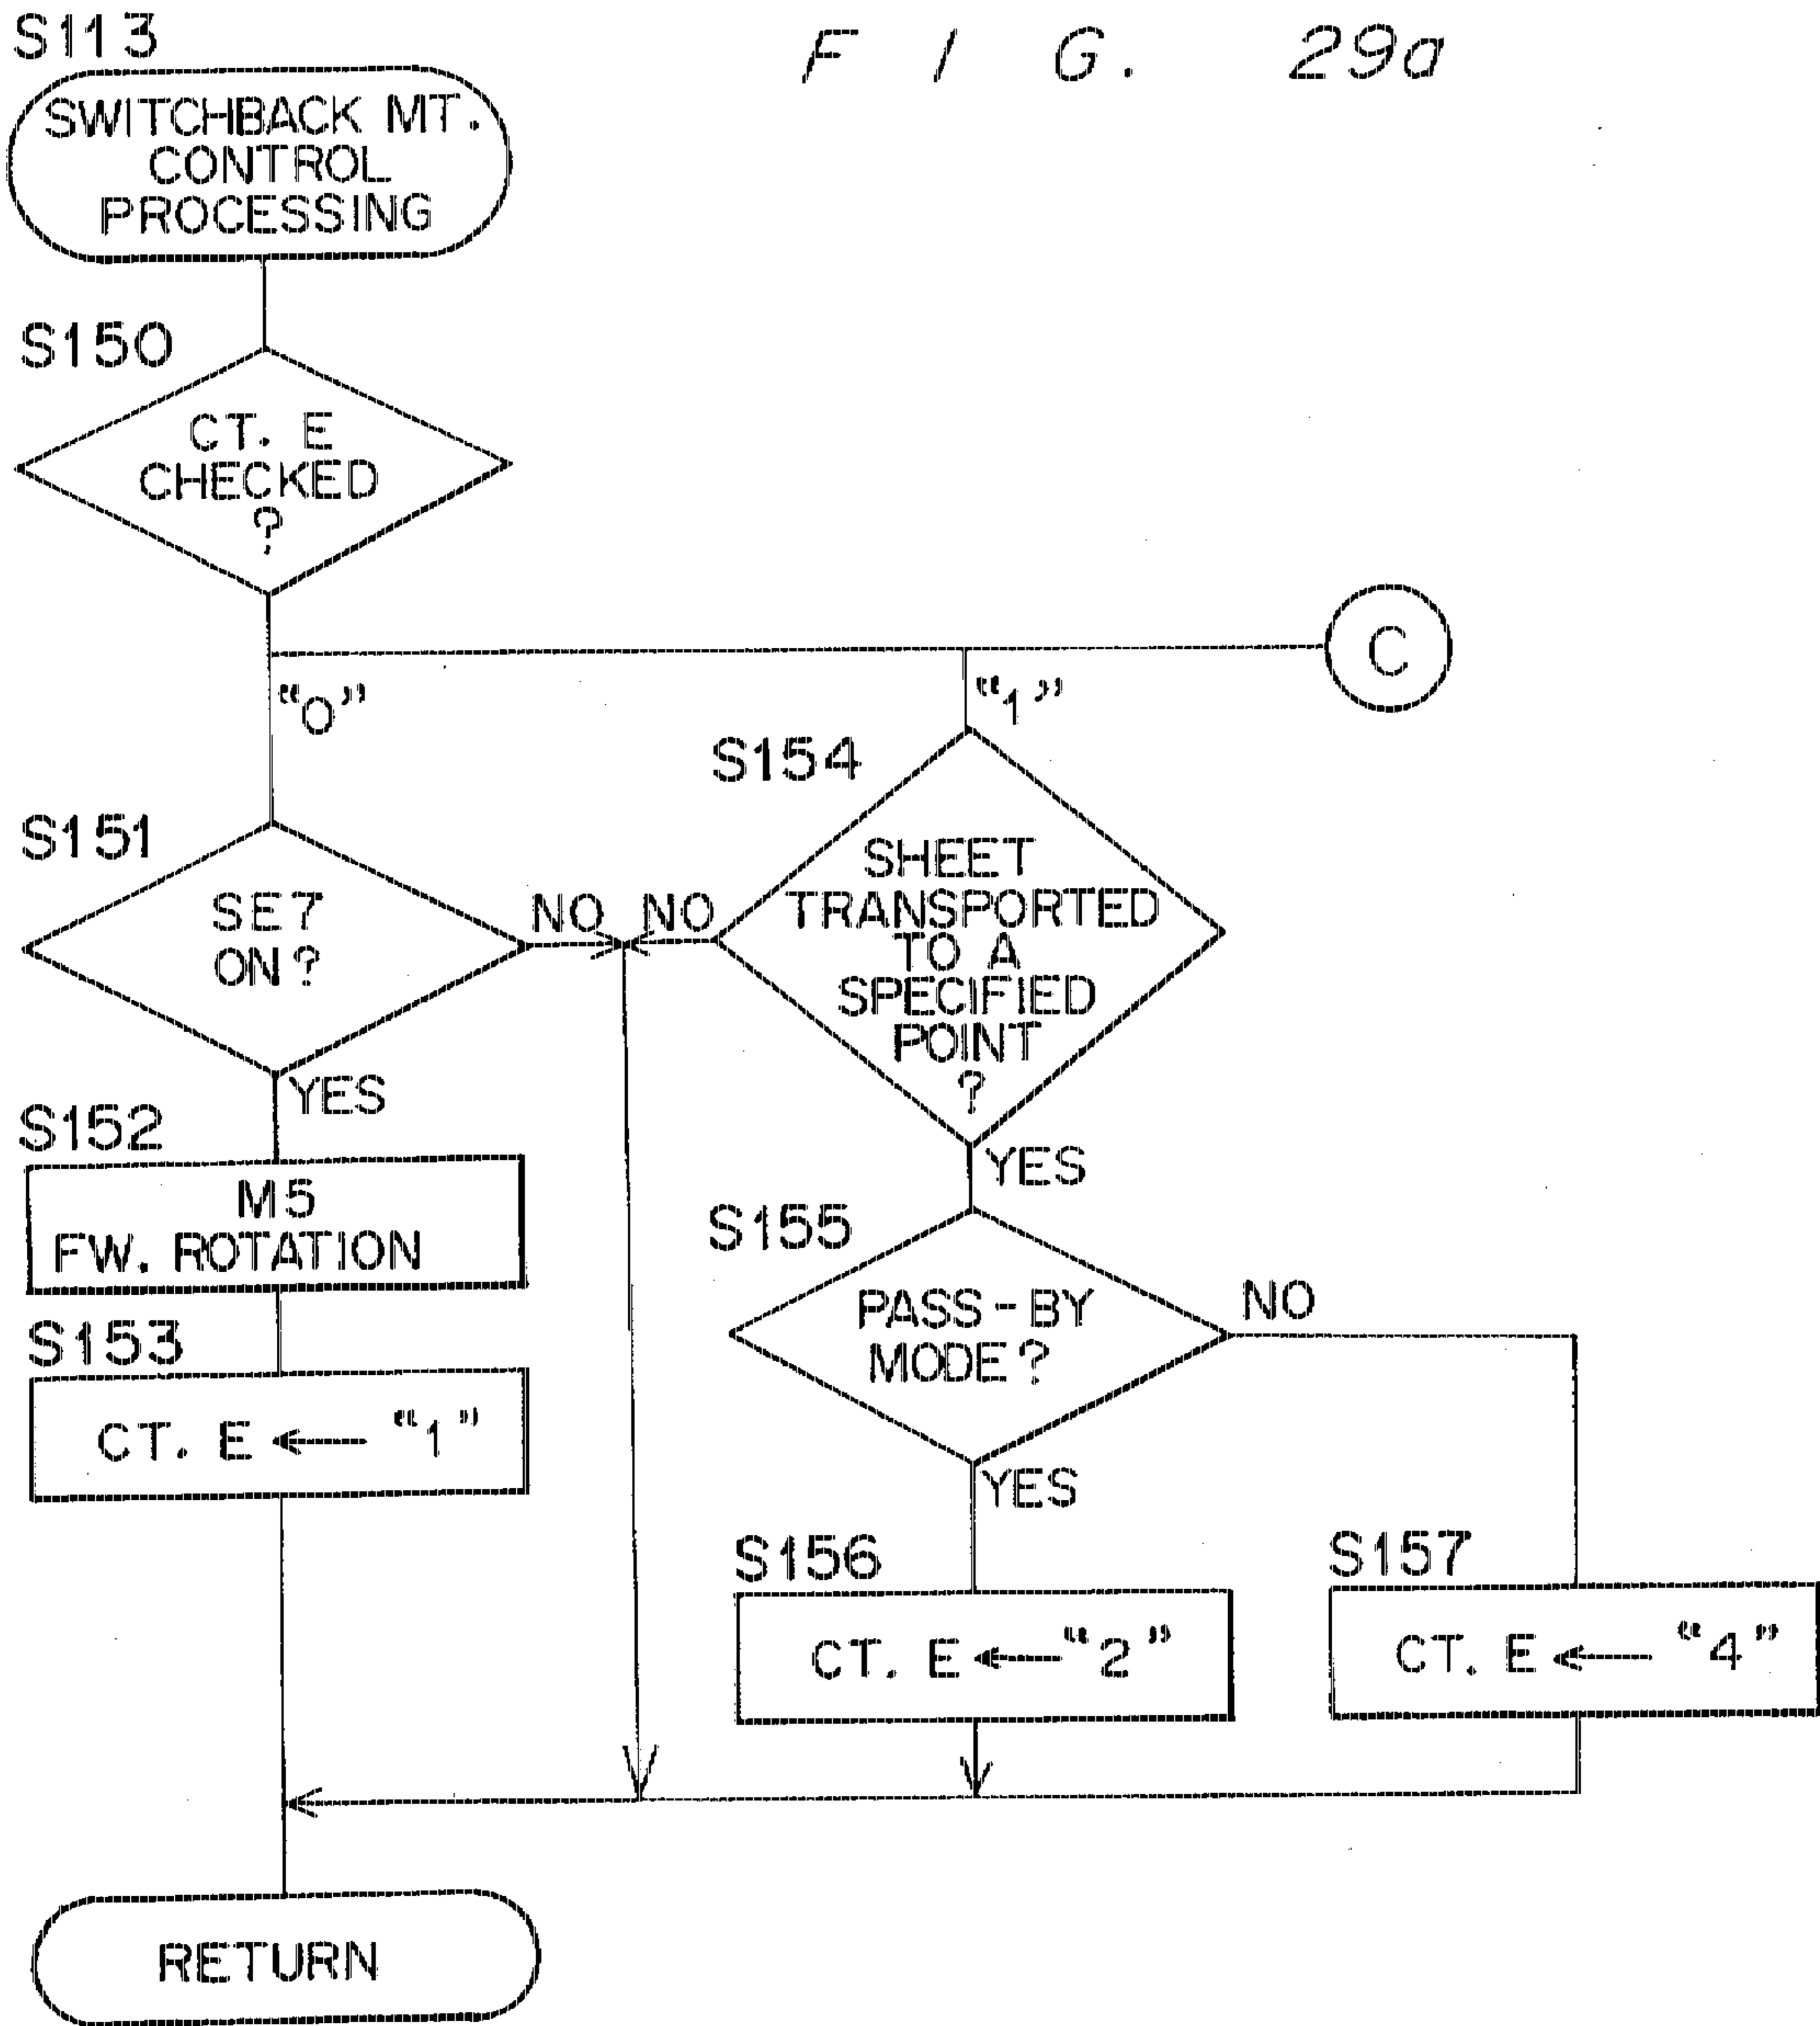 F I G. 29a
S113
SWITCHBACK MT.
CONTROL
PROCESSING
S150
CT. E
CHECKED
?
C
"0"
"1"
S151
SE7
ON?
NO
NO
YES
S154
SHEET
TRANSPORTED
TO A
SPECIFIED
POINT
?
YES
S152
M5
FW. ROTATION
S153
CT. E ← "1"
S155
PASS-BY
MODE?
NO
YES
S156
CT. E ← "2"
S157
CT. E ← "4"
RETURN